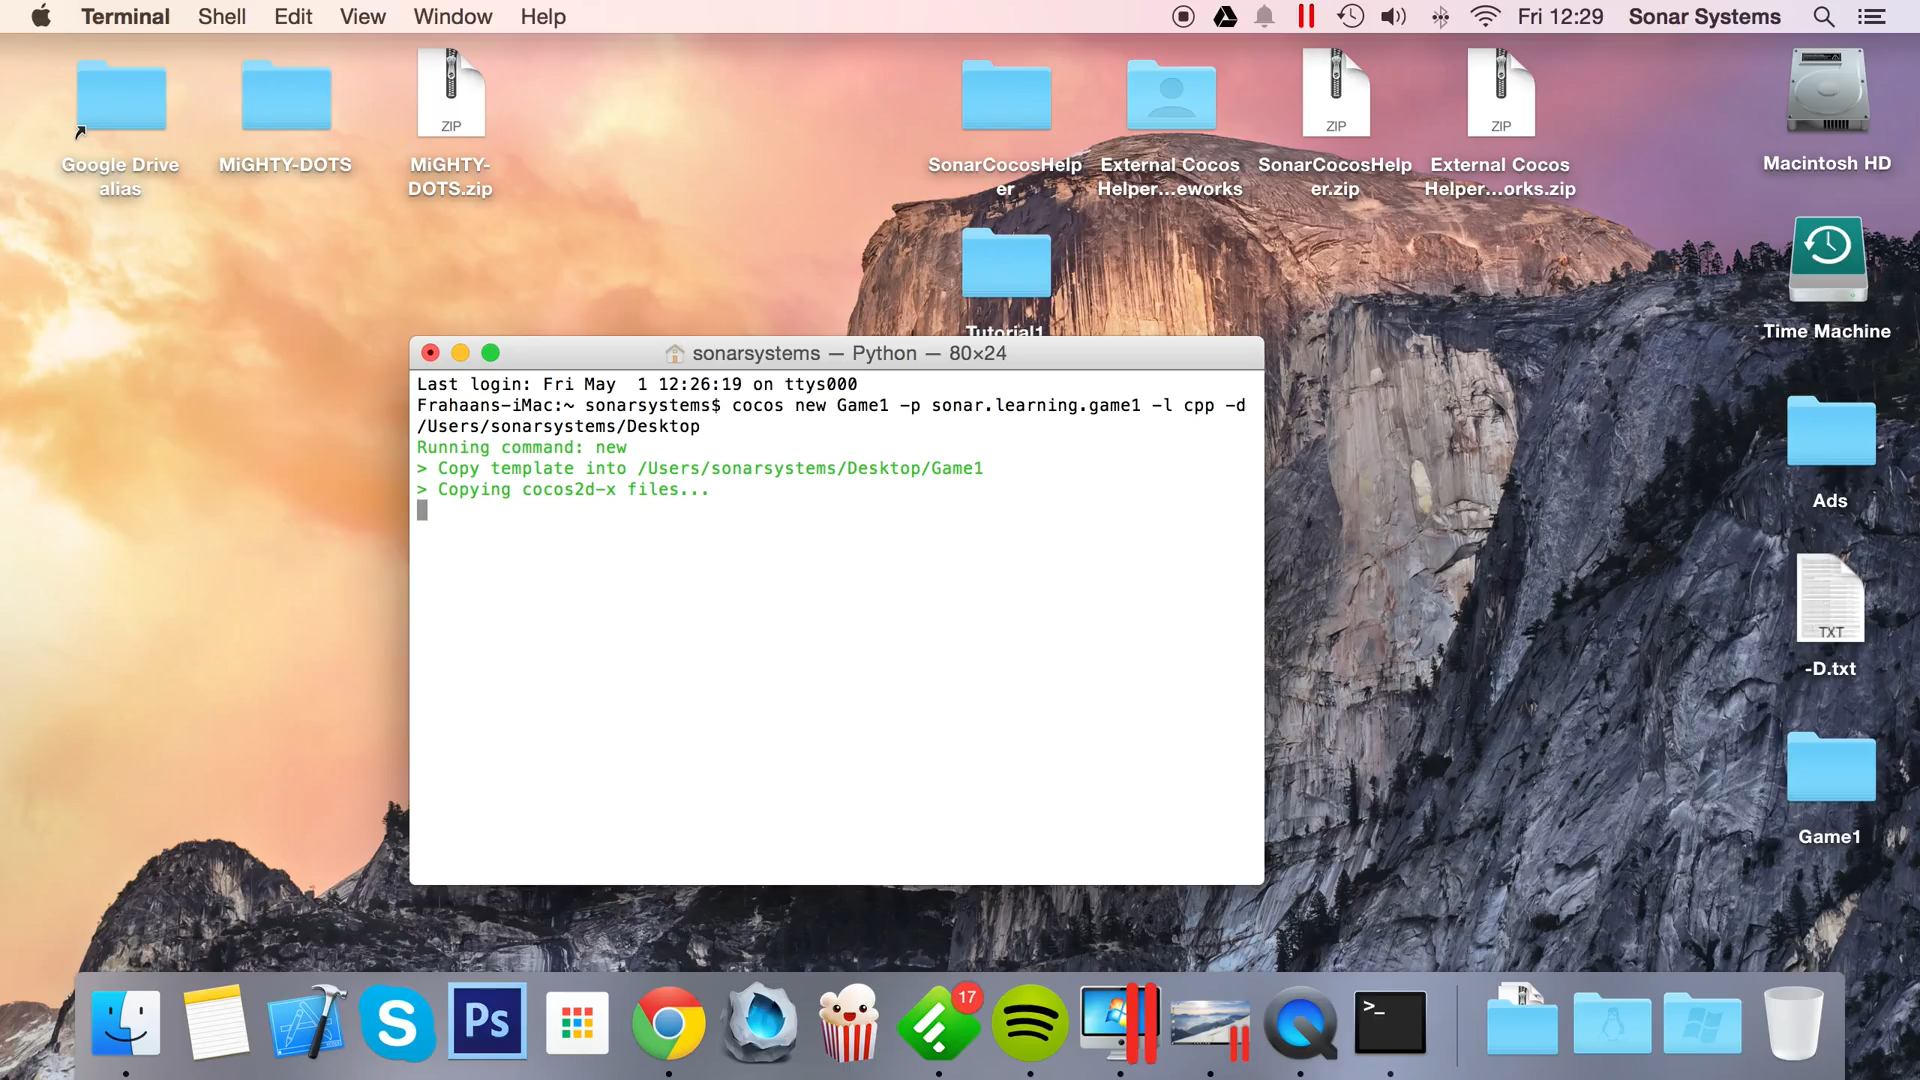 Terminal Shell Edit View Window Help Fri 12:29 Sonar Systems
Google Drive alias
MiGHTY-DOTS
ZIP
MiGHTY-
DOTS.zip
SonarCocosHelp
er
External Cocos
Helper...eworks
ZIP
SonarCocosHelp
er.zip
ZIP
External Cocos
Helper...orks.zip
Macintosh HD
Tutorial1
Time Machine
Ads
TXT
-D.txt
Game1
sonarsystems — Python — 80×24
Last login: Fri May  1 12:26:19 on ttys000
Frahaans-iMac:~ sonarsystems$ cocos new Game1 -p sonar.learning.game1 -l cpp -d
/Users/sonarsystems/Desktop
Running command: new
> Copy template into /Users/sonarsystems/Desktop/Game1
> Copying cocos2d-x files...
S
Ps
17
>_